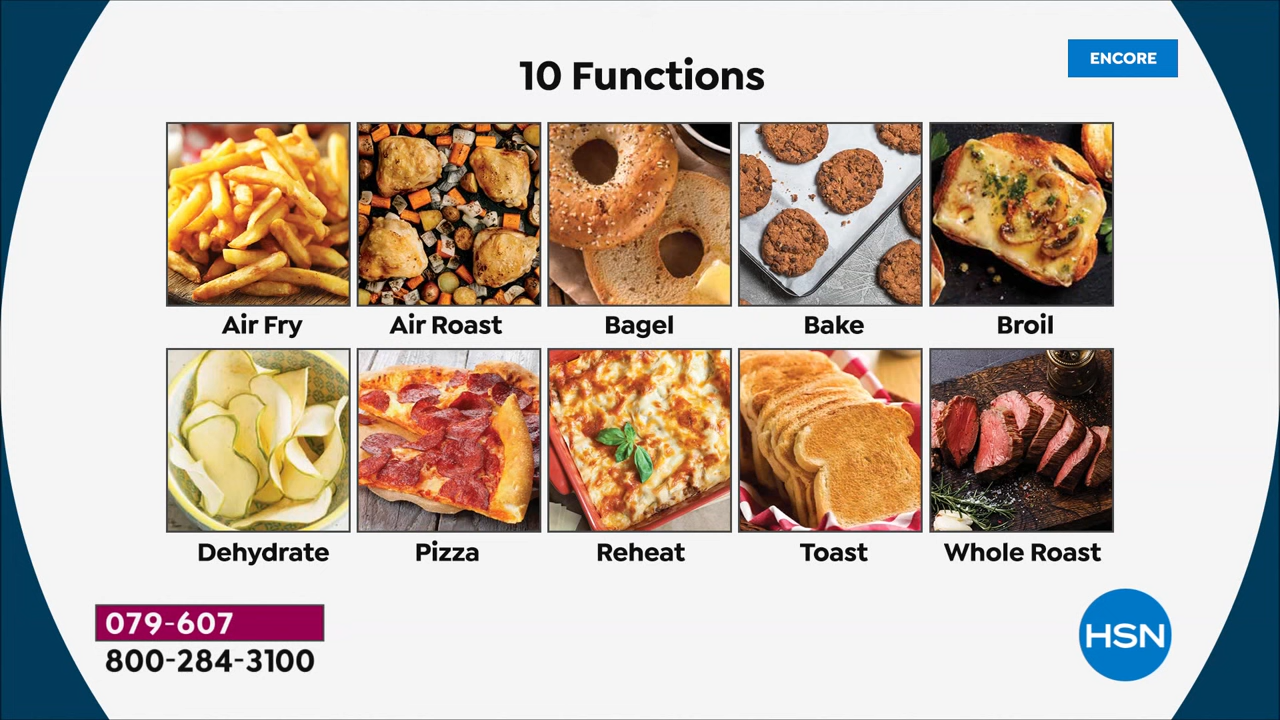 10 Functions
ENCORE
Air Fry
Air Roast
Bagel
Bake
Broil
Dehydrate
Pizza
Reheat
Toast
Whole Roast
079-607
800-284-3100
HSN